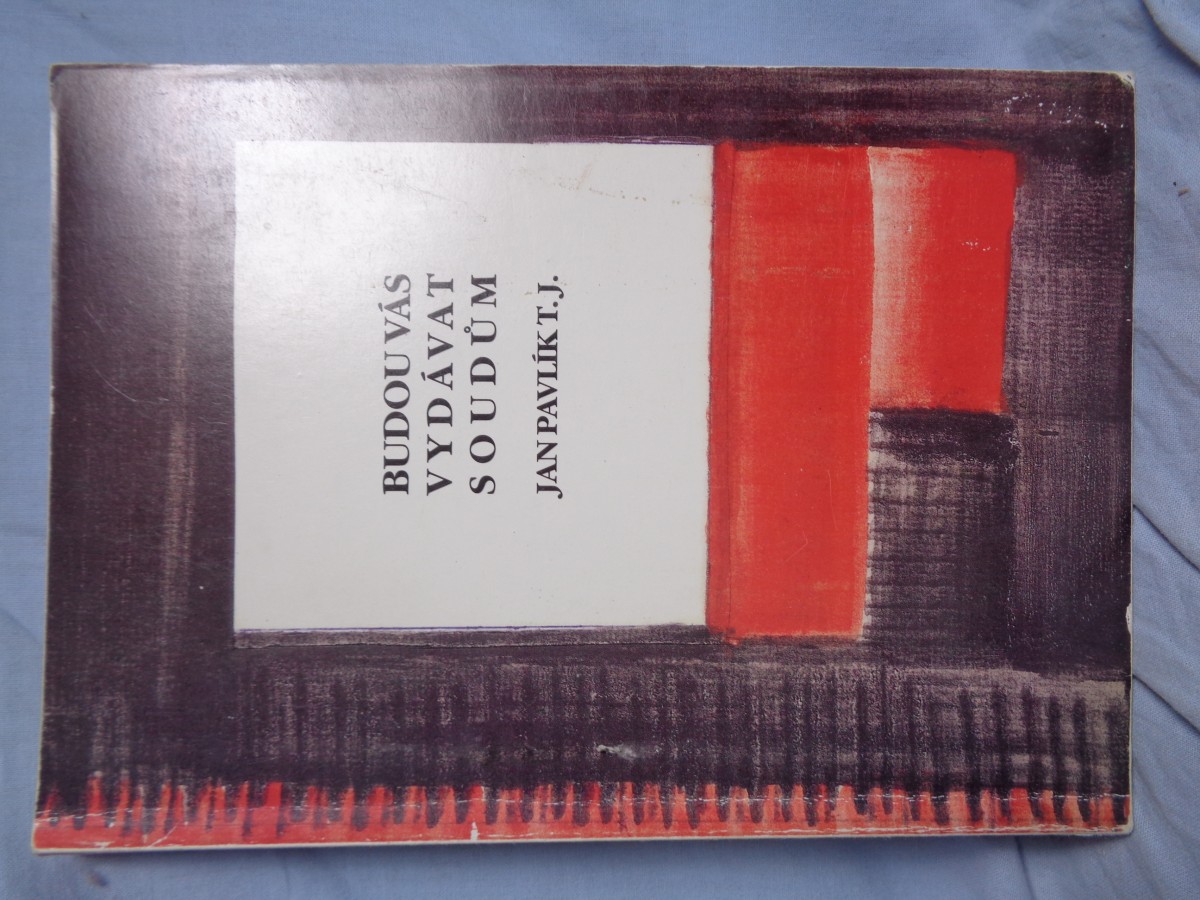 BUDOU VÁS
VYDÁVAT
SOUDŮM
JAN PAVLÍK T. J.